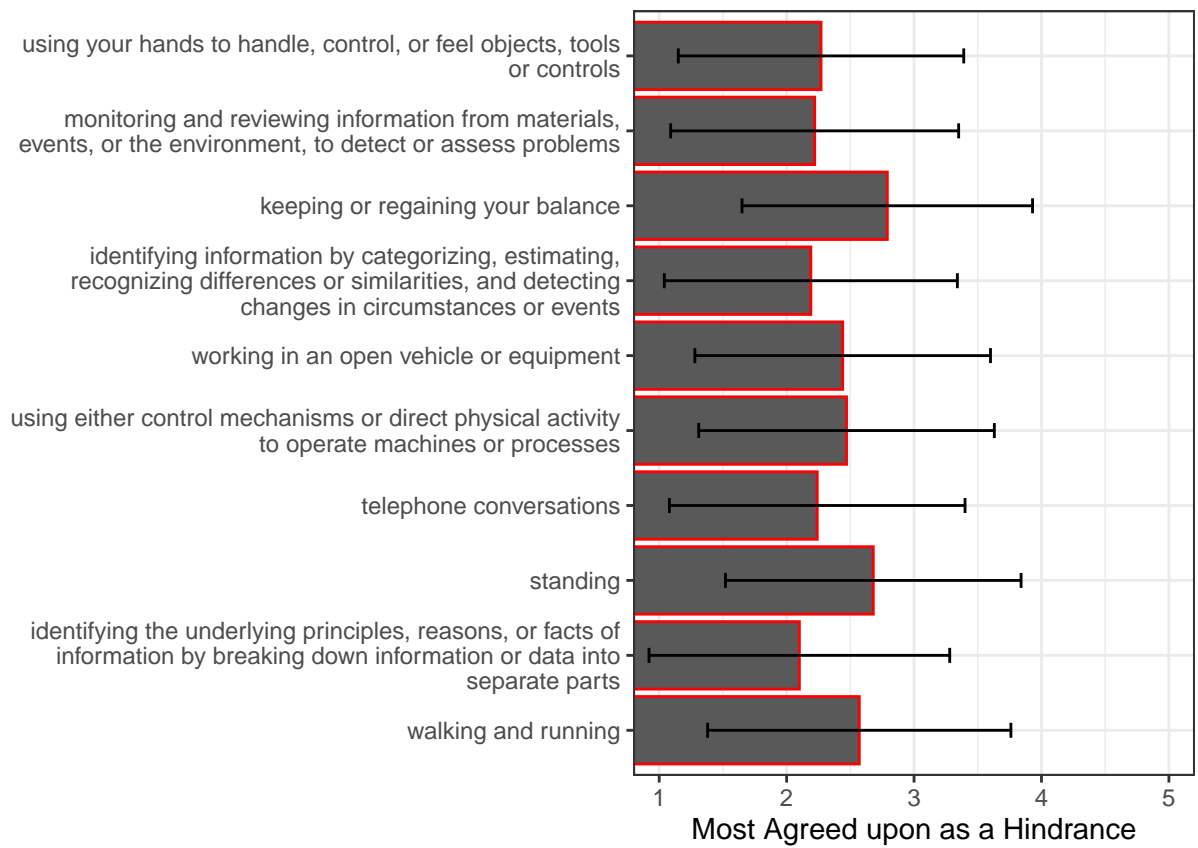 using your hands to handle, control, or feel objects, tools
or controls
monitoring and reviewing information from materials,
events, or the environment, to detect or assess problems
keeping or regaining your balance
identifying information by categorizing, estimating,
recognizing differences or similarities, and detecting
changes in circumstances or events
working in an open vehicle or equipment
using either control mechanisms or direct physical activity
to operate machines or processes
telephone conversations
standing
identifying the underlying principles, reasons, or facts of
information by breaking down information or data into
separate parts
walking and running
1 2 3 4 5
Most Agreed upon as a Hindrance